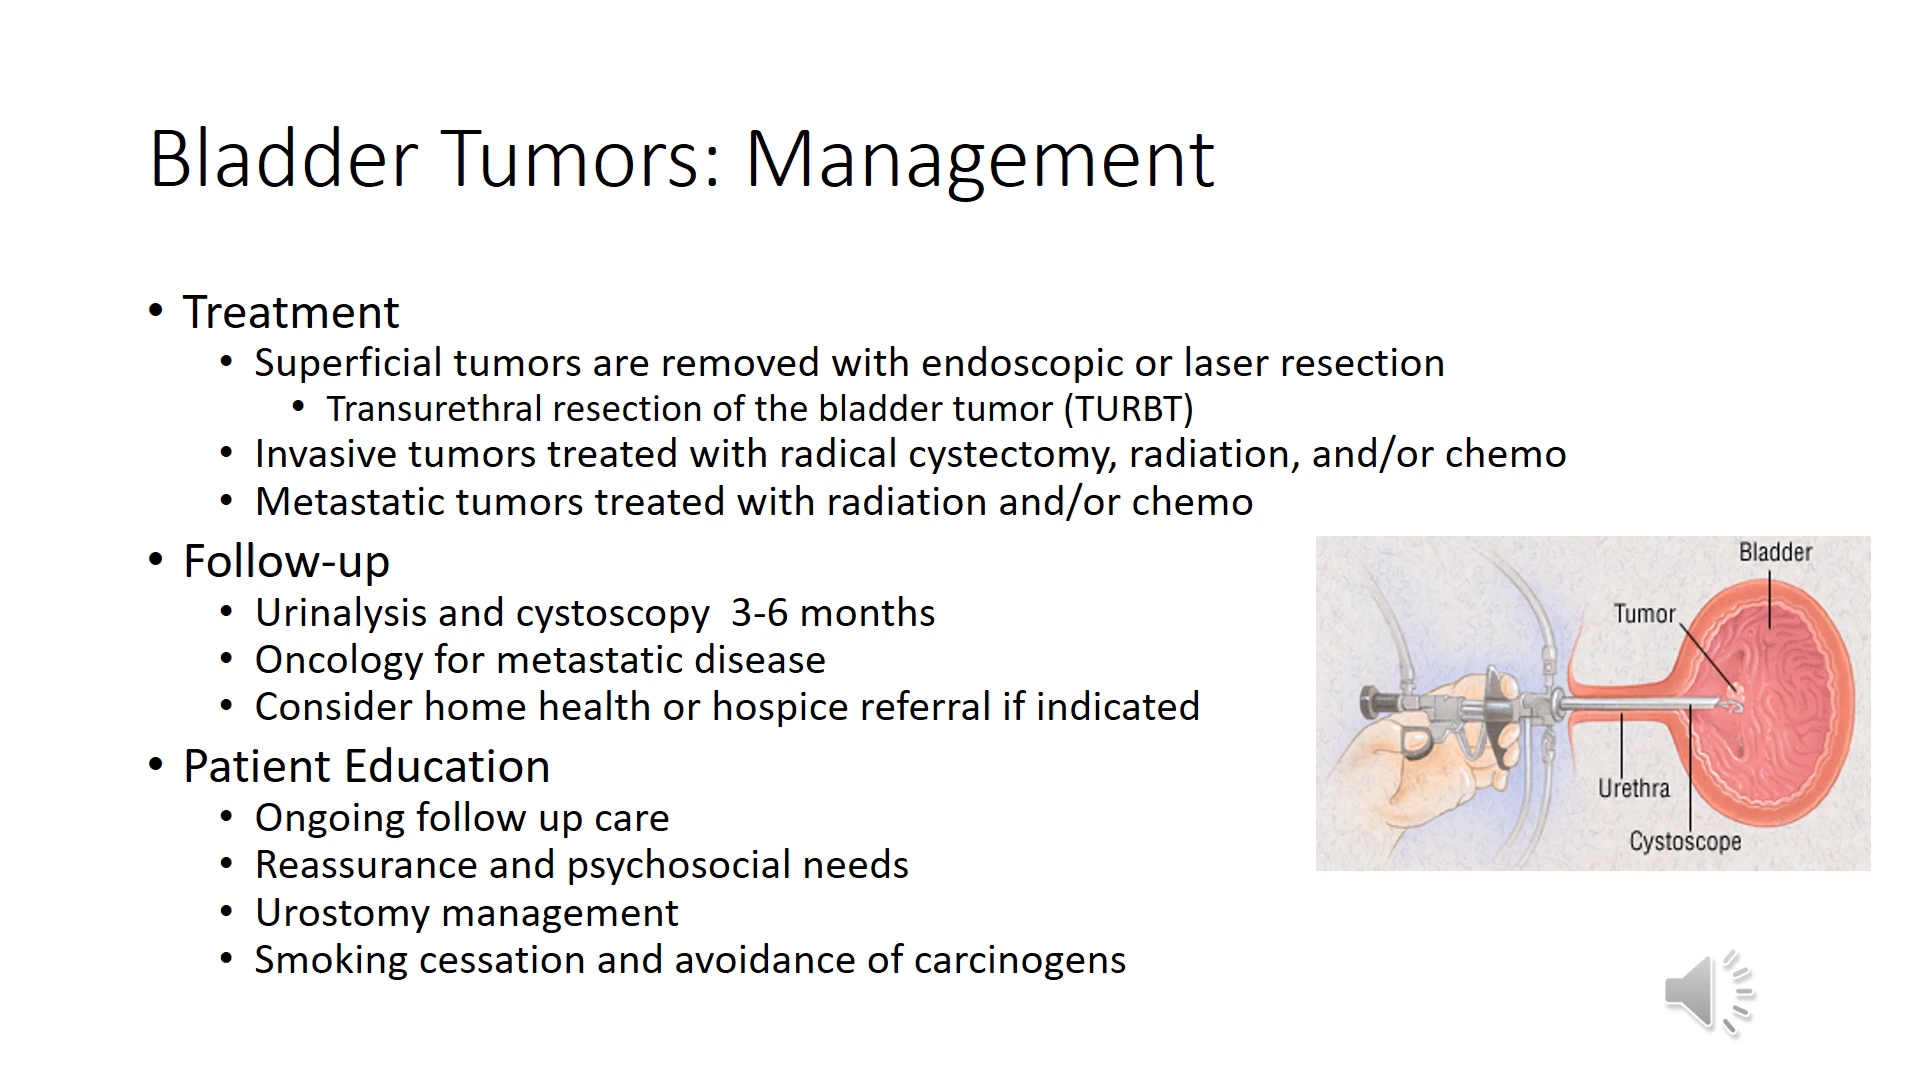 Bladder Tumors: Management
• Treatment
• Superficial tumors are removed with endoscopic or laser resection
• Transurethral resection of the bladder tumor (TURBT)
• Invasive tumors treated with radical cystectomy, radiation, and/or chemo
• Metastatic tumors treated with radiation and/or chemo
• Follow-up
• Urinalysis and cystoscopy  3-6 months
• Oncology for metastatic disease
• Consider home health or hospice referral if indicated
• Patient Education
• Ongoing follow up care
• Reassurance and psychosocial needs
• Urostomy management
• Smoking cessation and avoidance of carcinogens
Bladder
Tumor
Urethra
Cystoscope